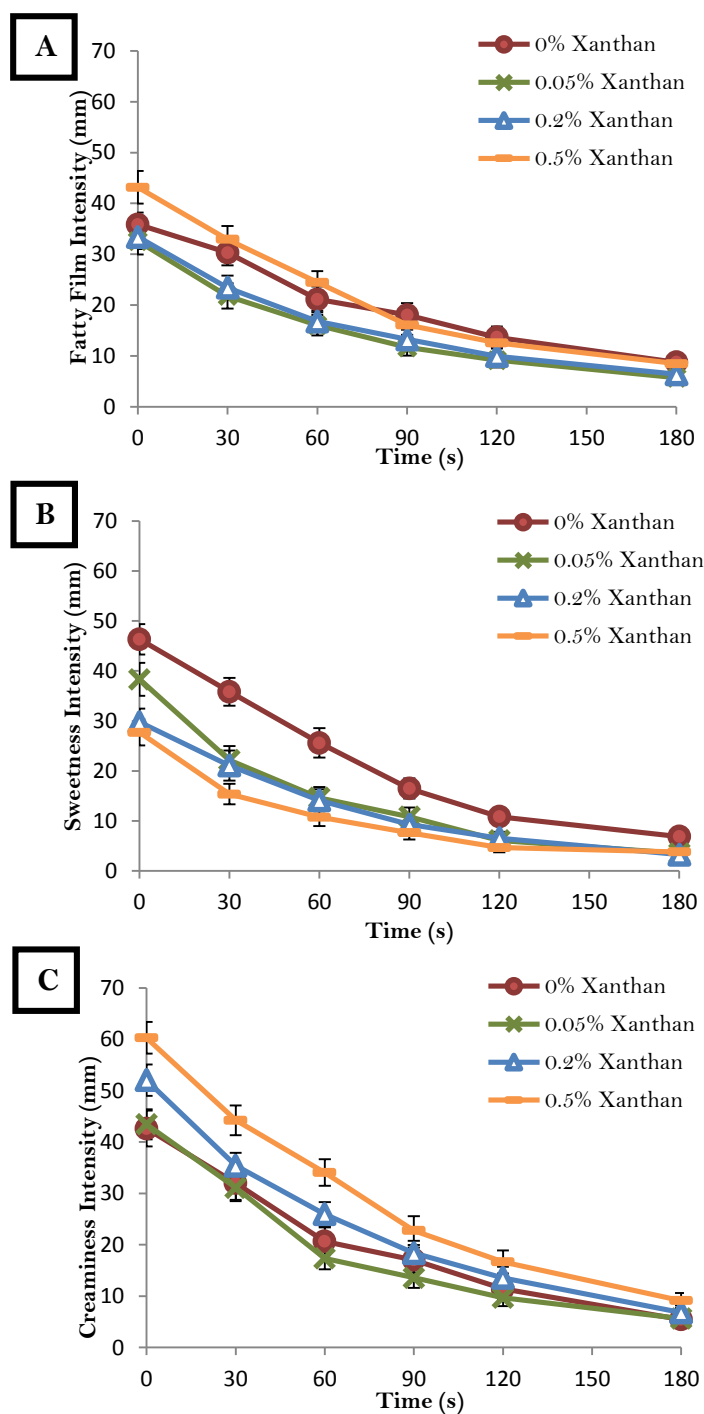 A
Fatty Film Intensity (mm)
70
60
50
40
30
20
10
0
0% Xanthan
0.05% Xanthan
0.2% Xanthan
0.5% Xanthan
0 30 60 90 120 150 180
Time (s)
B
Sweetness Intensity (mm)
70
60
50
40
30
20
10
0
0% Xanthan
0.05% Xanthan
0.2% Xanthan
0.5% Xanthan
0 30 60 90 120 150 180
Time (s)
C
Creaminess Intensity (mm)
70
60
50
40
30
20
10
0
0% Xanthan
0.05% Xanthan
0.2% Xanthan
0.5% Xanthan
0 30 60 90 120 150 180
Time (s)